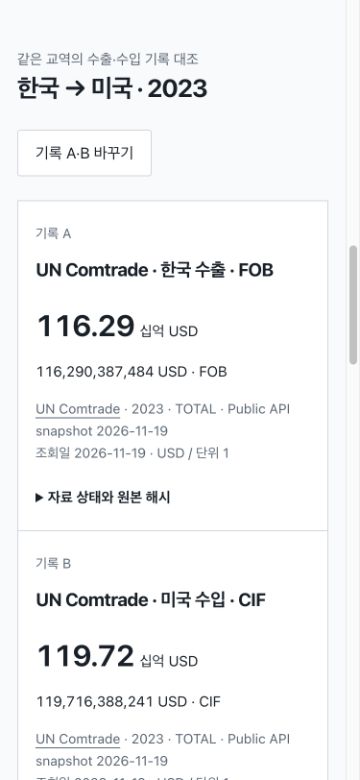 같은 교역의 수출·수입 기록 대조
한국 → 미국 · 2023
기록 A·B 바꾸기
기록 A
UN Comtrade · 한국 수출 · FOB
116.29 십억 USD
116,290,387,484 USD · FOB
UN Comtrade · 2023 · TOTAL · Public API
snapshot 2026-11-19
조회일 2026-11-19 · USD / 단위 1
▶ 자료 상태와 원본 해시
기록 B
UN Comtrade · 미국 수입 · CIF
119.72 십억 USD
119,716,388,241 USD · CIF
UN Comtrade · 2023 · TOTAL · Public API
snapshot 2026-11-19